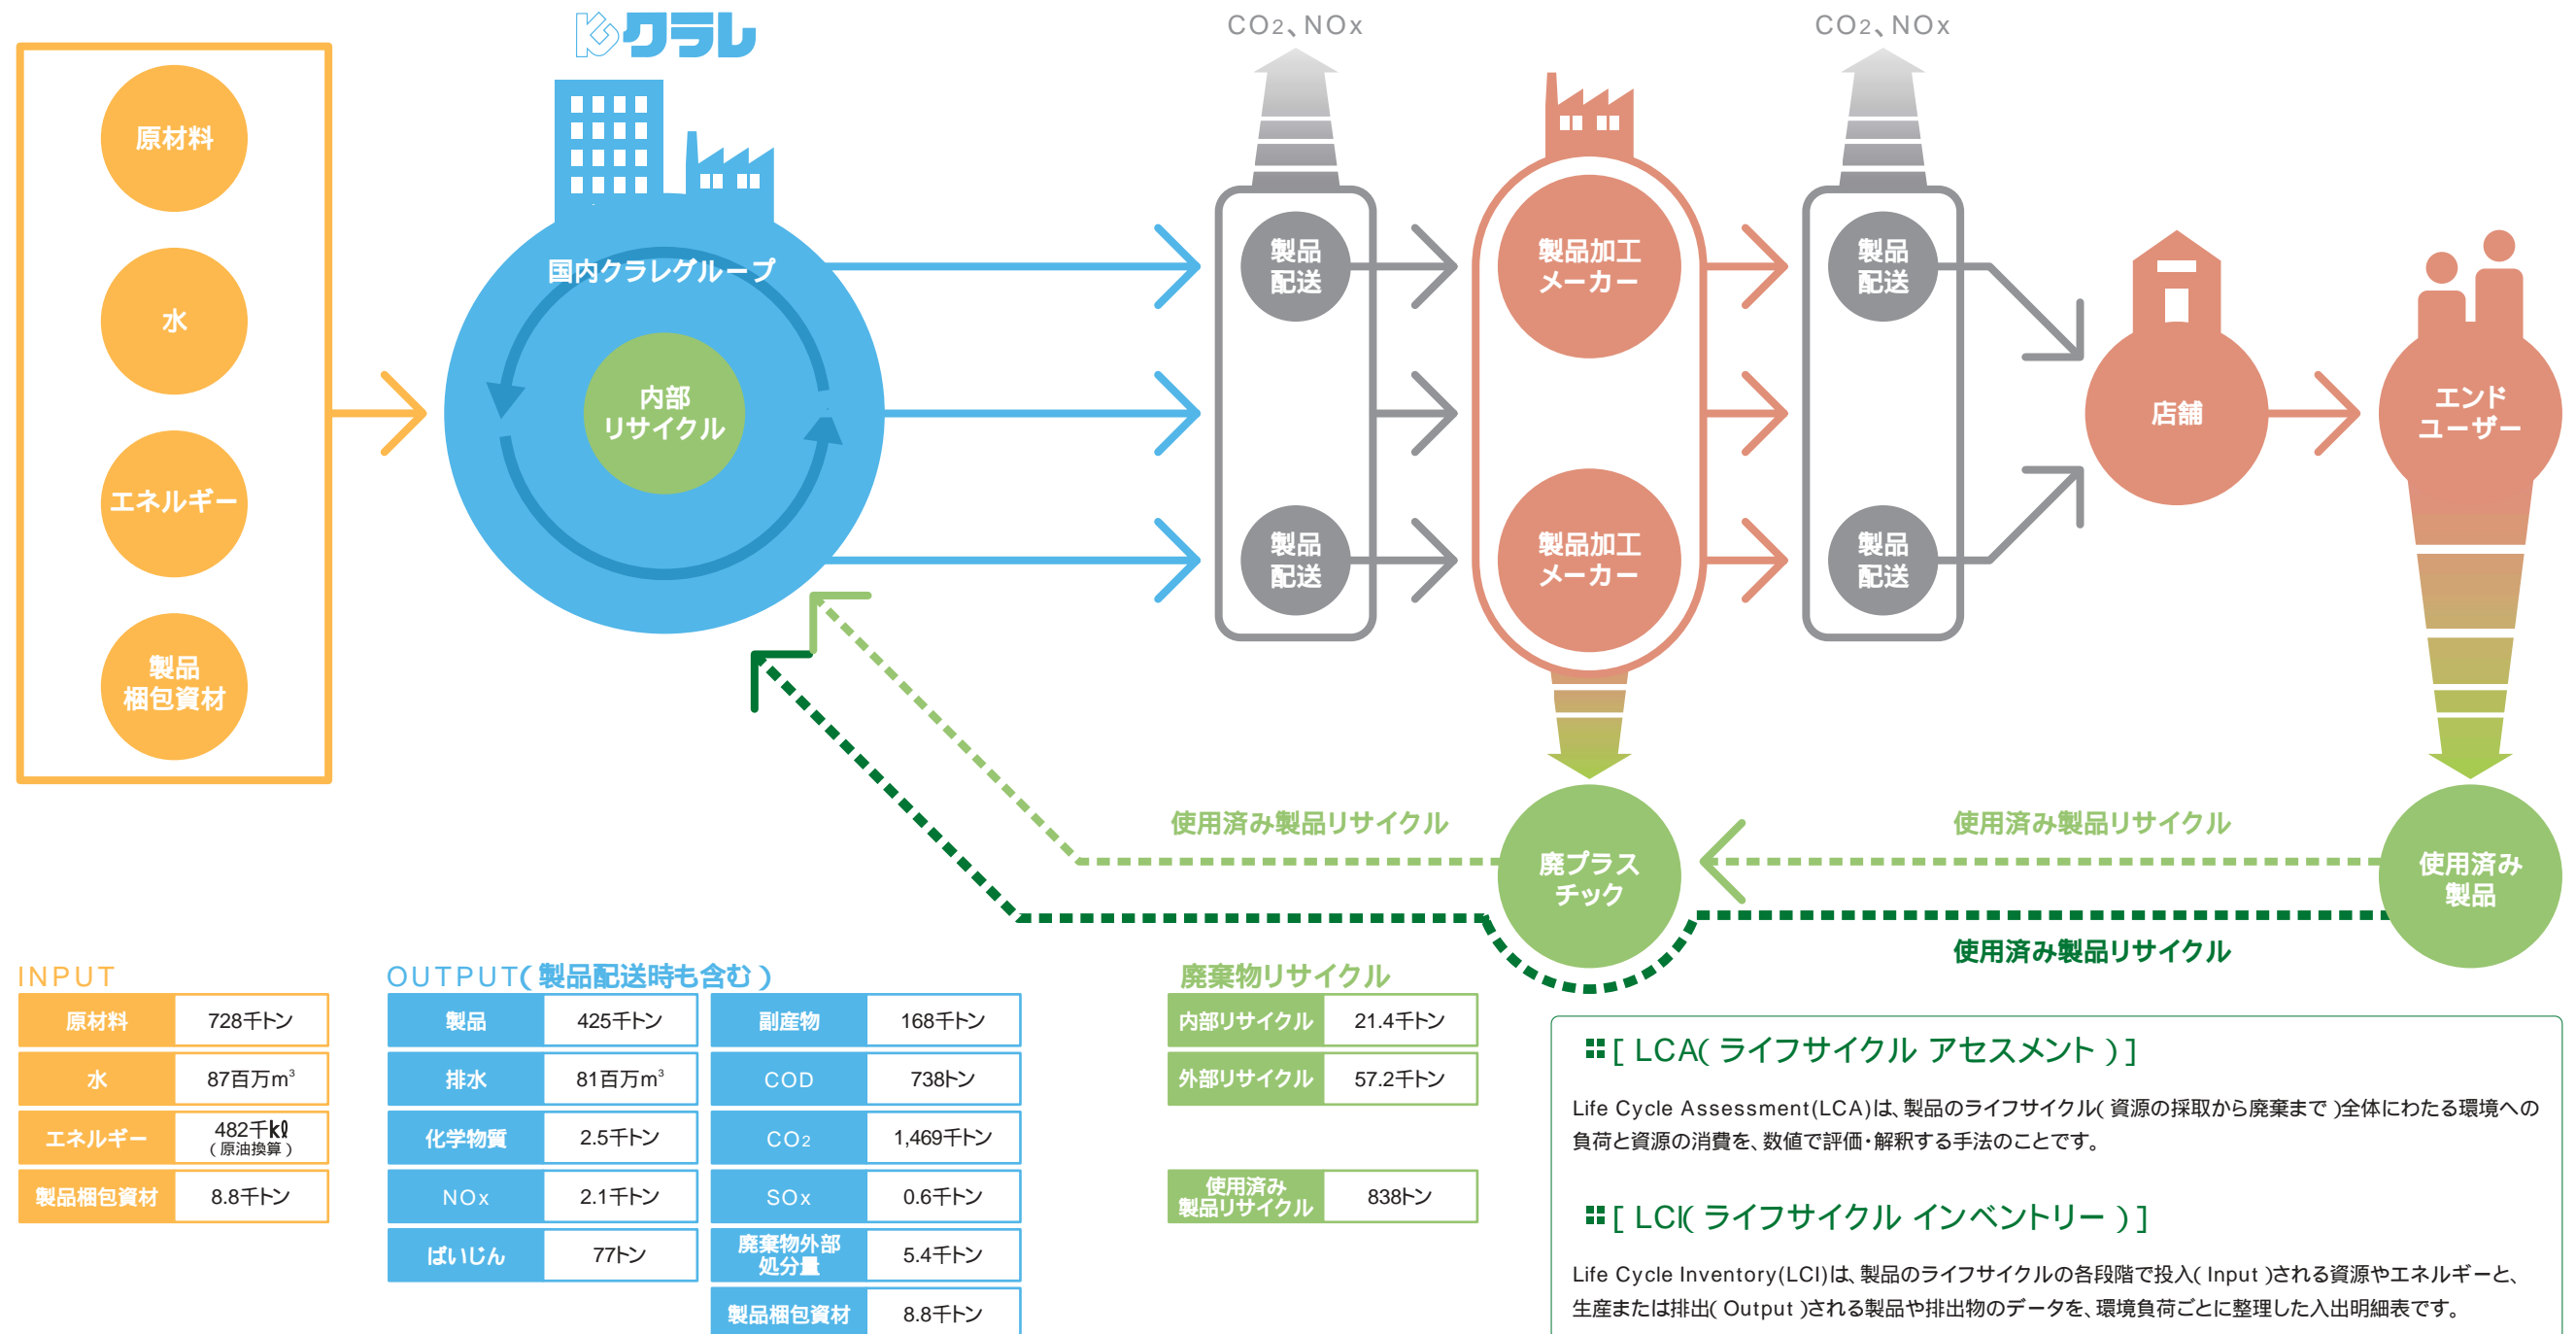 クラレ
CO2、NOx
CO2、NOx
原材料
水
エネルギー
製品
梱包資材
国内クラレグループ
内部
リサイクル
製品
配送
製品
配送
製品加工
メーカー
製品加工
メーカー
製品
配送
製品
配送
店舗
エンド
ユーザー
使用済み製品リサイクル
廃プラス
チック
使用済み製品リサイクル
使用済み製品リサイクル
使用済み
製品
INPUT
原材料 728千トン
水 87百万m³
エネルギー 482千kℓ
(原油換算)
製品梱包資材 8.8千トン
OUTPUT(製品配送時も含む)
製品 425千トン 副産物 168千トン
排水 81百万m³ COD 738トン
化学物質 2.5千トン CO2 1,469千トン
NOx 2.1千トン SOx 0.6千トン
ばいじん 77トン 廃棄物外部
処分量 5.4千トン
製品梱包資材 8.8千トン
廃棄物リサイクル
内部リサイクル 21.4千トン
外部リサイクル 57.2千トン
使用済み
製品リサイクル 838トン
[ LCA(ライフサイクル アセスメント)]
Life Cycle Assessment(LCA)は、製品のライフサイクル(資源の採取から廃棄まで)全体にわたる環境への
負荷と資源の消費を、数値で評価・解釈する手法のことです。
[ LCI(ライフサイクル インベントリー)]
Life Cycle Inventory(LCI)は、製品のライフサイクルの各段階で投入(Input)される資源やエネルギーと、
生産または排出(Output)される製品や排出物のデータを、環境負荷ごとに整理した入出明細表です。